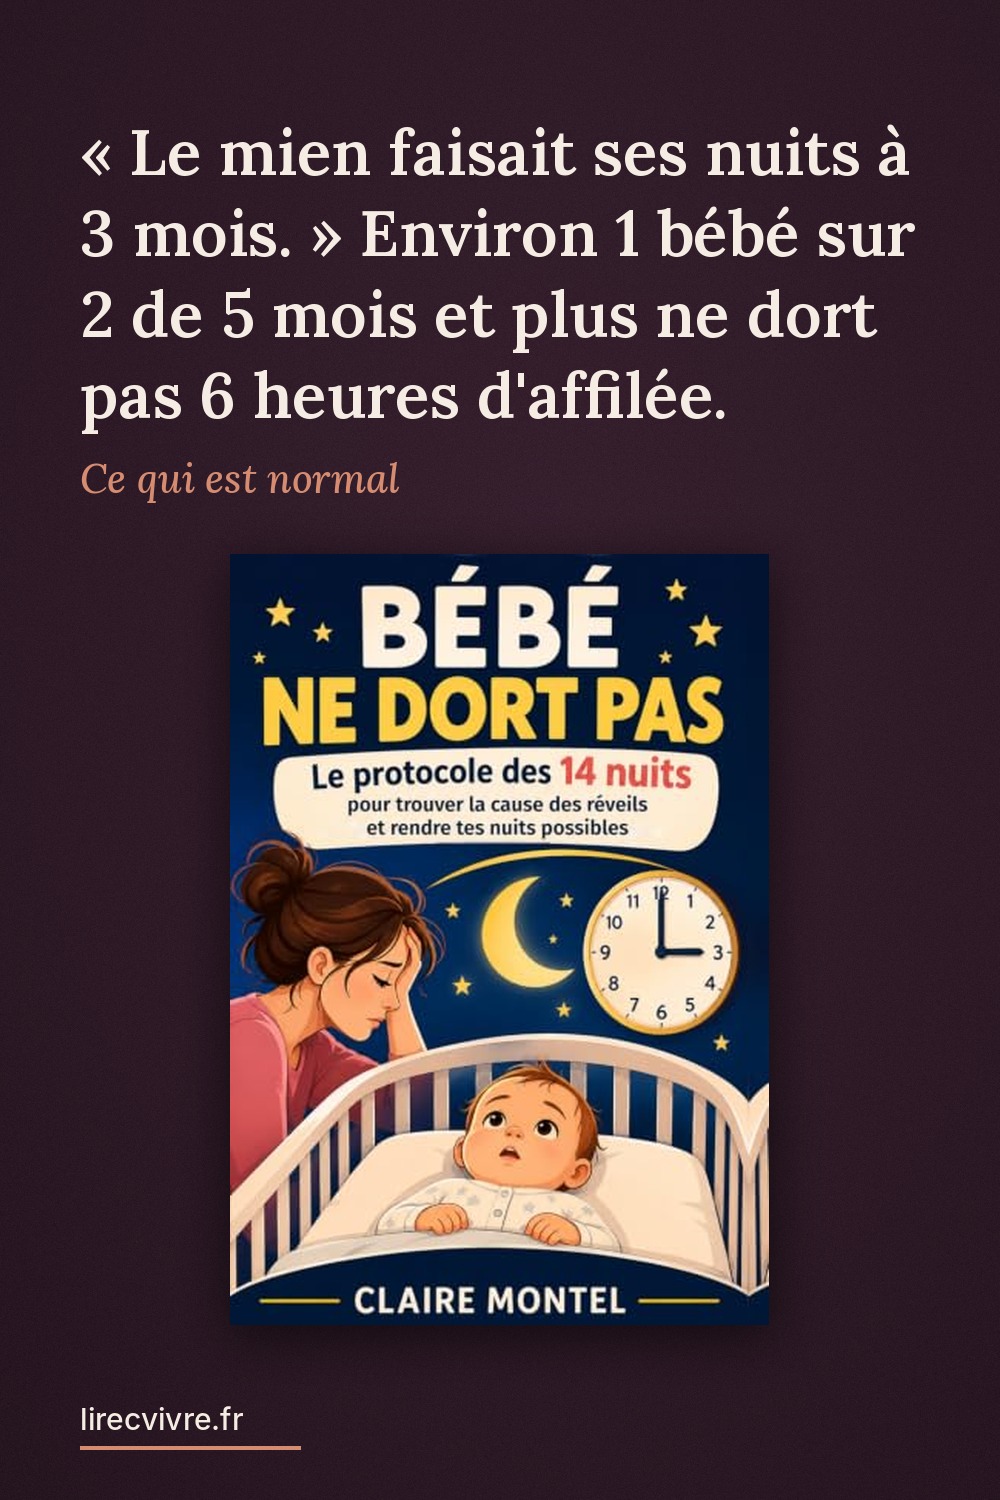 « Le mien faisait ses nuits à
3 mois. » Environ 1 bébé sur
2 de 5 mois et plus ne dort
pas 6 heures d'affilée.
Ce qui est normal
BÉBÉ
NE DORT PAS
Le protocole des 14 nuits
pour trouver la cause des réveils
et rendre tes nuits possibles
12
11 1
10 2
9 3
8 4
7 5
6
CLAIRE MONTEL
lirecvivre.fr